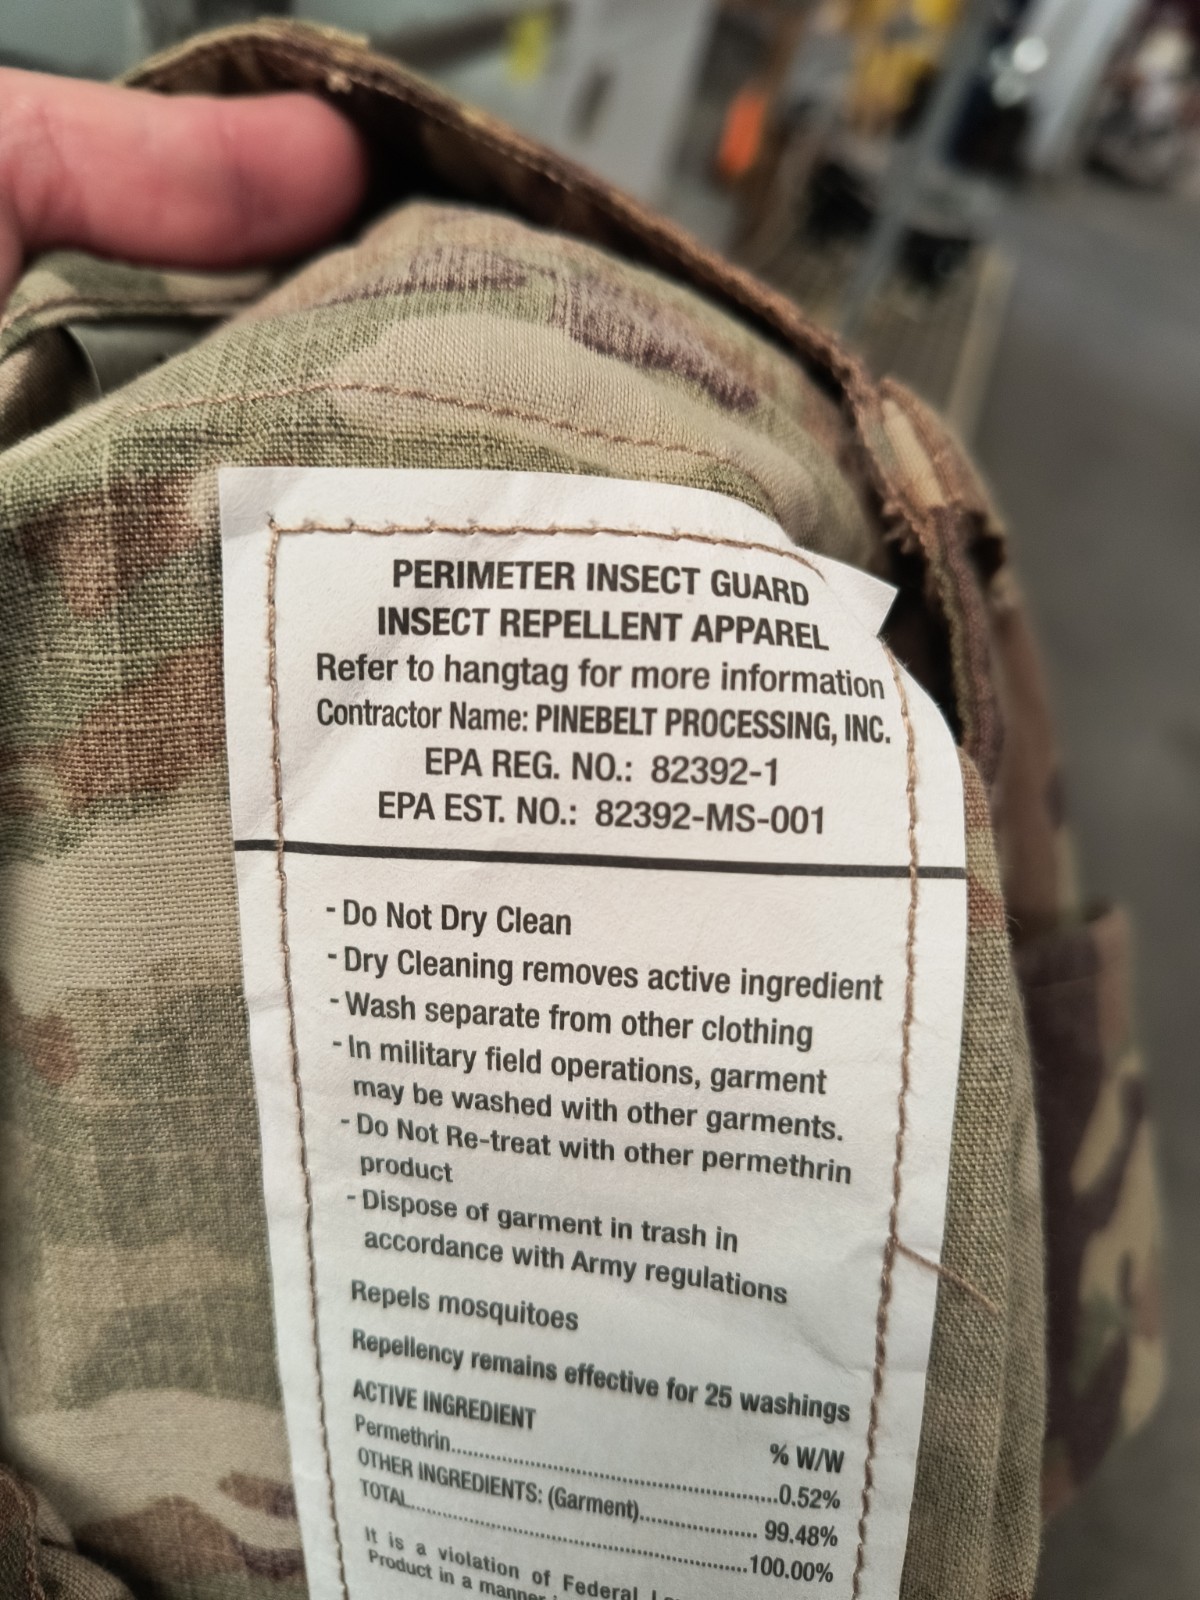 PERIMETER INSECT GUARD
INSECT REPELLENT APPAREL
Refer to hangtag for more information
Contractor Name: PINEBELT PROCESSING, INC.
EPA REG. NO.: 82392-1
EPA EST. NO.: 82392-MS-001
- Do Not Dry Clean
- Dry Cleaning removes active ingredient
- Wash separate from other clothing
- In military field operations, garment
may be washed with other garments.
- Do Not Re-treat with other permethrin
product
- Dispose of garment in trash in
accordance with Army regulations
Repels mosquitoes
Repellency remains effective for 25 washings
ACTIVE INGREDIENT % W/W
Permethrin..........0.52%
OTHER INGREDIENTS: (Garment).......... 99.48%
TOTAL..........100.00%
It is a violation of Federal
Product in a manner